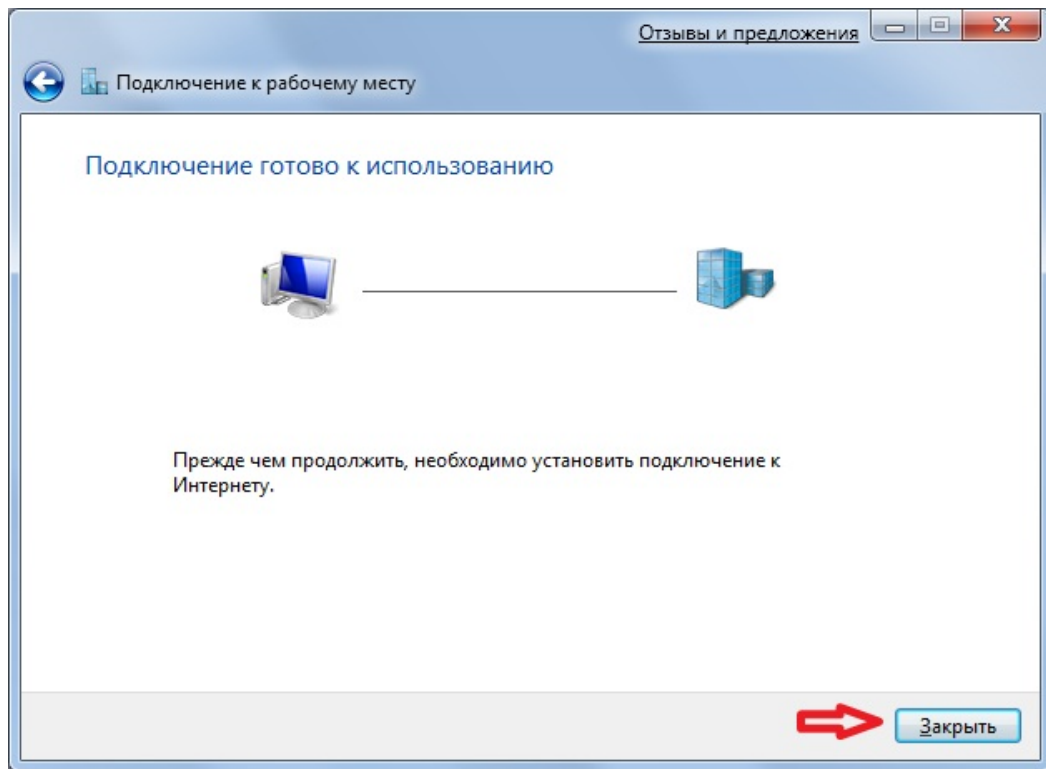 Отзывы и предложения
Подключение к рабочему месту
Подключение готово к использованию
Прежде чем продолжить, необходимо установить подключение к
Интернету.
Закрыть